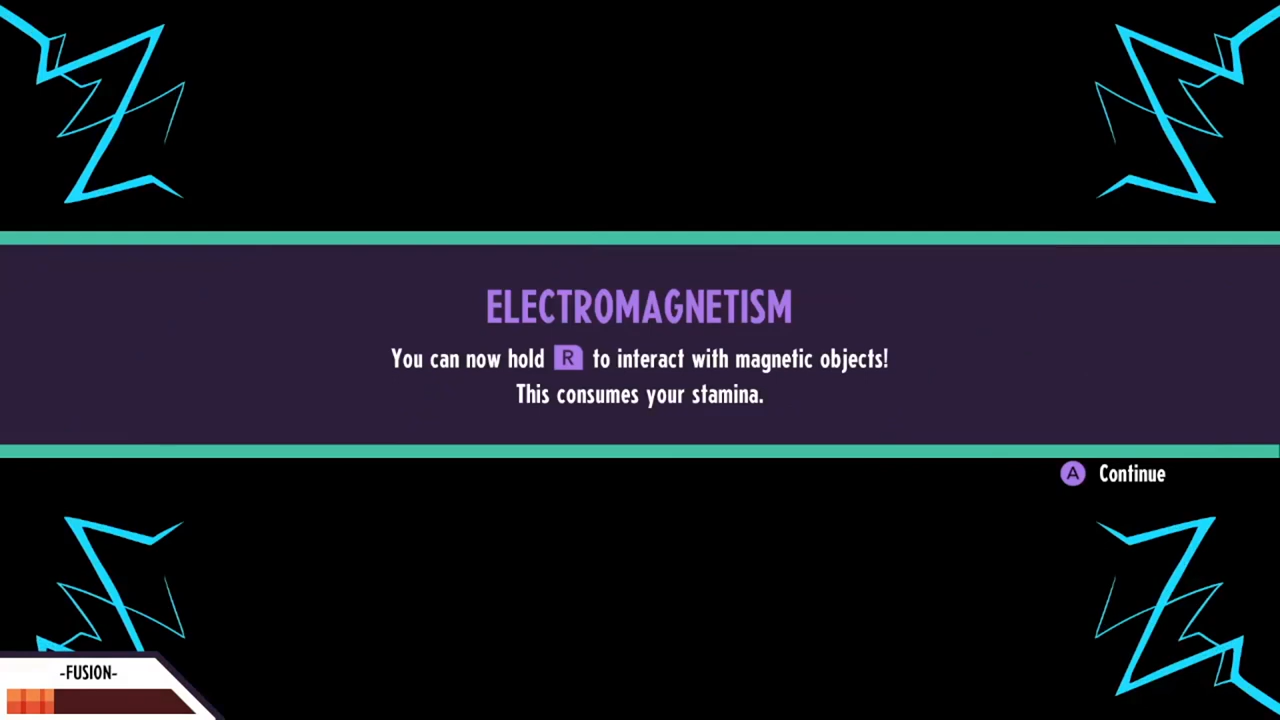 ELECTROMAGNETISM
You can now hold R to interact with magnetic objects!
This consumes your stamina.
A Continue
-FUSION-